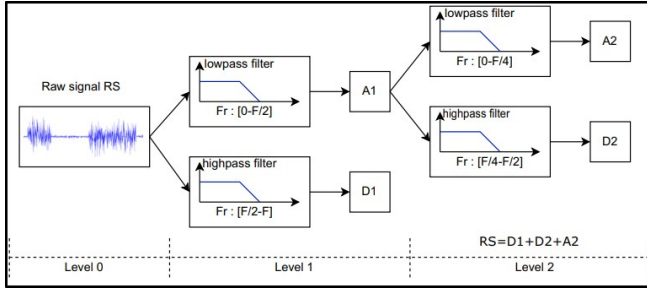 Raw signal RS
lowpass filter
Fr : [0-F/2]
highpass filter
Fr : [F/2-F]
A1
D1
lowpass filter
Fr : [0-F/4]
highpass filter
Fr : [F/4-F/2]
A2
D2
RS=D1+D2+A2
Level 0
Level 1
Level 2